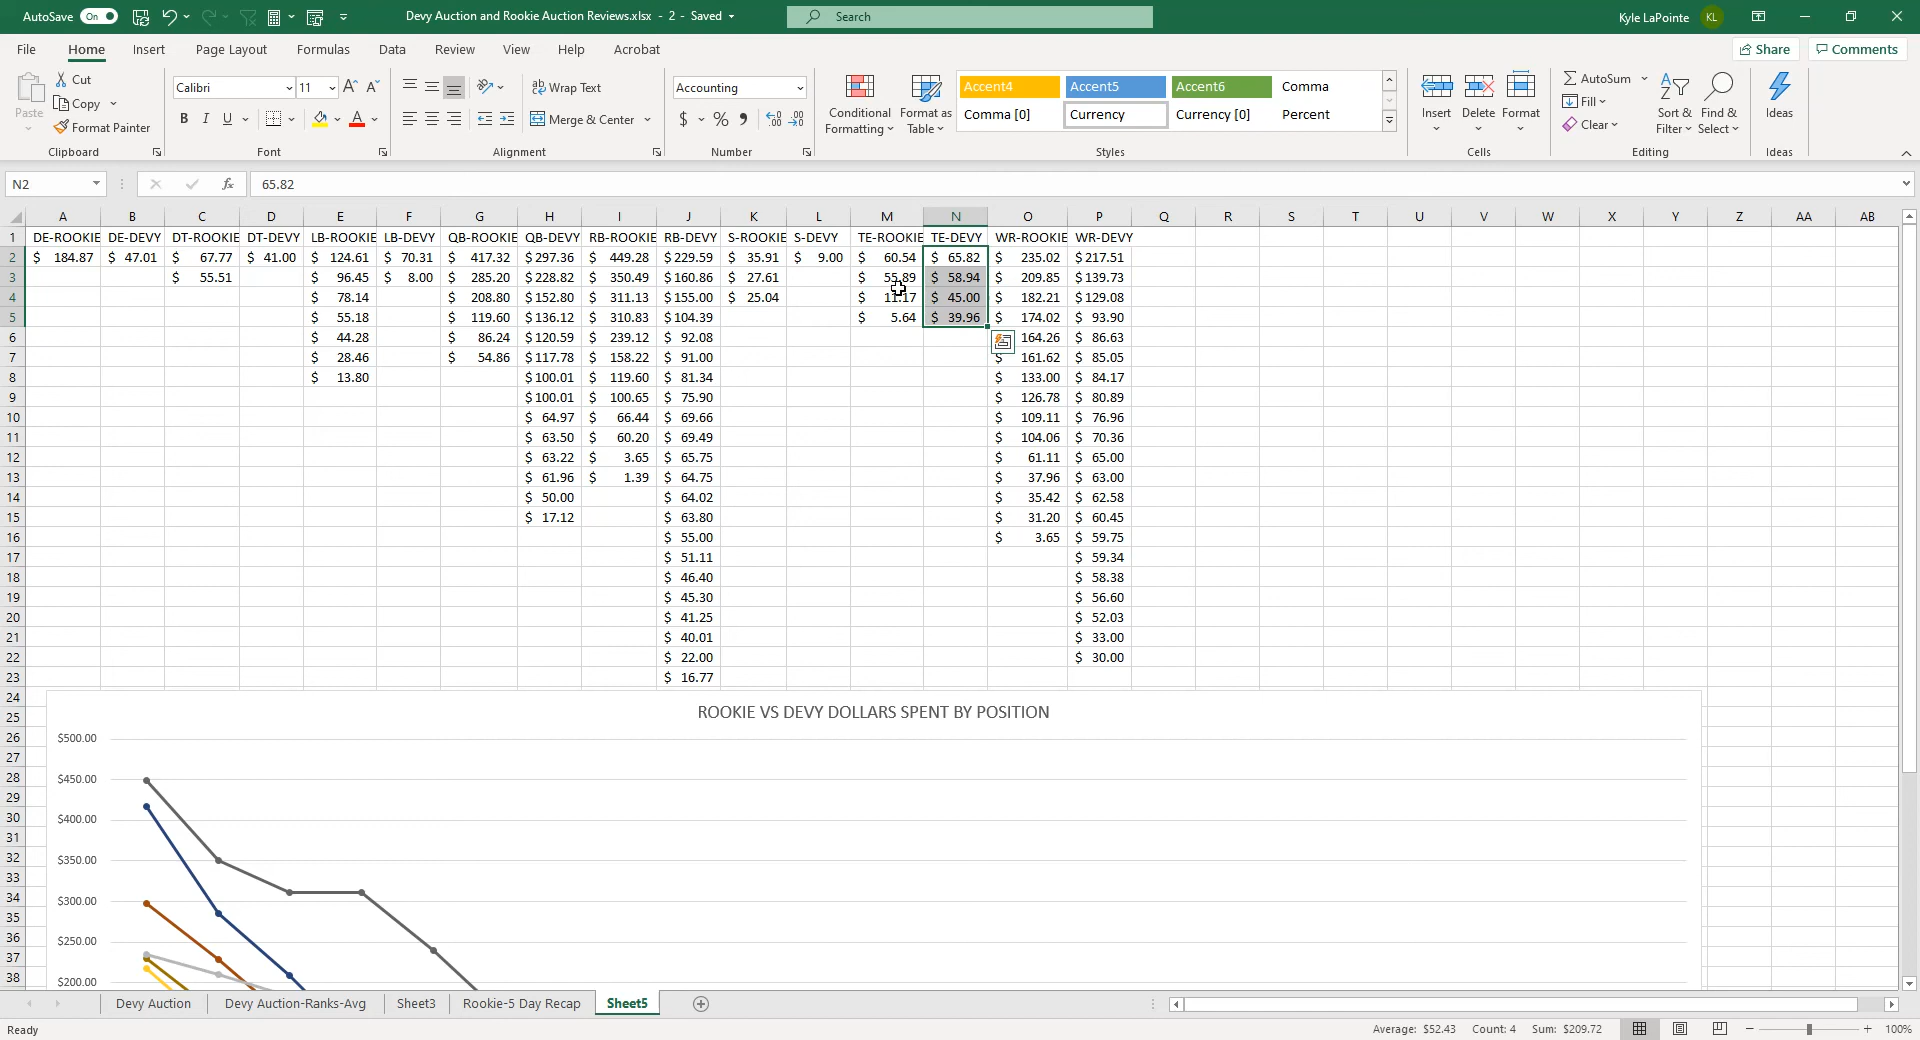 AutoSave On Devy Auction and Rookie Auction Reviews.xlsx - 2 - Saved Search Kyle LaPointe KL
File Home Insert Page Layout Formulas Data Review View Help Acrobat Share Comments
Paste Cut Copy Format Painter Clipboard
Calibri 11 A A B I U A Font
ab Wrap Text Merge & Center Alignment
Accounting $ % Number
Conditional Formatting Format as Table
Accent4 Accent5 Accent6 Comma
Comma [0] Currency Currency [0] Percent
Styles
Insert Delete Format Cells
AutoSum Fill Clear Sort & Filter Find & Select Editing
Ideas Ideas
N2 fx 65.82
A B C D E F G H I J K L M N O P Q R S T U V W X Y Z AA AB
1 DE-ROOKIE DE-DEVY DT-ROOKIE DT-DEVY LB-ROOKIE LB-DEVY QB-ROOKIE QB-DEVY RB-ROOKIE RB-DEVY S-ROOKIE S-DEVY TE-ROOKIE TE-DEVY WR-ROOKIE WR-DEVY
2 $ 184.87 $ 47.01 $ 67.77 $ 41.00 $ 124.61 $ 70.31 $ 417.32 $297.36 $ 449.28 $229.59 $ 35.91 $ 9.00 $ 60.54 $ 65.82 $ 235.02 $217.51
3 $ 55.51 $ 96.45 $ 8.00 $ 285.20 $228.82 $ 350.49 $160.86 $ 27.61 $ 55.89 $ 58.94 $ 209.85 $139.73
4 $ 78.14 $ 208.80 $152.80 $ 311.13 $155.00 $ 25.04 $ 11.17 $ 45.00 $ 182.21 $129.08
5 $ 55.18 $ 119.60 $136.12 $ 310.83 $104.39 $ 5.64 $ 39.96 $ 174.02 $ 93.90
6 $ 44.28 $ 86.24 $120.59 $ 239.12 $ 92.08 164.26 $ 86.63
7 $ 28.46 $ 54.86 $117.78 $ 158.22 $ 91.00 $ 161.62 $ 85.05
8 $ 13.80 $100.01 $ 119.60 $ 81.34 $ 133.00 $ 84.17
9 $100.01 $ 100.65 $ 75.90 $ 126.78 $ 80.89
10 $ 64.97 $ 66.44 $ 69.66 $ 109.11 $ 76.96
11 $ 63.50 $ 60.20 $ 69.49 $ 104.06 $ 70.36
12 $ 63.22 $ 3.65 $ 65.75 $ 61.11 $ 65.00
13 $ 61.96 $ 1.39 $ 64.75 $ 37.96 $ 63.00
14 $ 50.00 $ 64.02 $ 35.42 $ 62.58
15 $ 17.12 $ 63.80 $ 31.20 $ 60.45
16 $ 55.00 $ 3.65 $ 59.75
17 $ 51.11 $ 59.34
18 $ 46.40 $ 58.38
19 $ 45.30 $ 56.60
20 $ 41.25 $ 52.03
21 $ 40.01 $ 33.00
22 $ 22.00 $ 30.00
23 $ 16.77
24
25 ROOKIE VS DEVY DOLLARS SPENT BY POSITION
26 $500.00
27
28 $450.00
29
30 $400.00
31
32 $350.00
33
34 $300.00
35
36 $250.00
37
38 $200.00
Devy Auction Devy Auction-Ranks-Avg Sheet3 Rookie-5 Day Recap Sheet5
Ready Average: $52.43 Count: 4 Sum: $209.72 100%